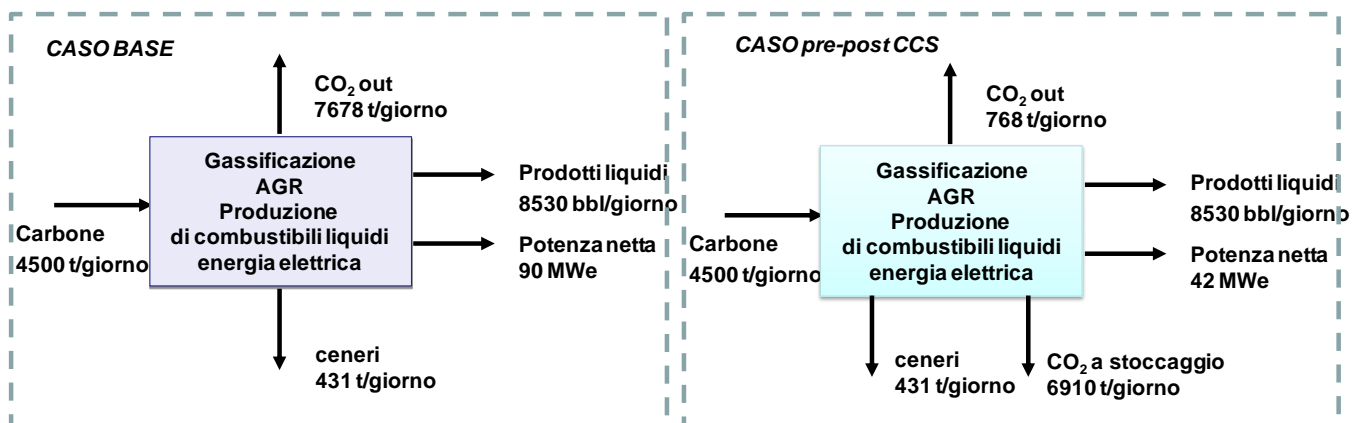 CASO BASE
CO2 out
7678 t/giorno
Gassificazione
AGR
Produzione
di combustibili liquidi
energia elettrica
Carbone
4500 t/giorno
Prodotti liquidi
8530 bbl/giorno
Potenza netta
90 MWe
ceneri
431 t/giorno
CASO pre-post CCS
CO2 out
768 t/giorno
Gassificazione
AGR
Produzione
di combustibili liquidi
energia elettrica
Carbone
4500 t/giorno
Prodotti liquidi
8530 bbl/giorno
Potenza netta
42 MWe
ceneri
431 t/giorno
CO2 a stoccaggio
6910 t/giorno